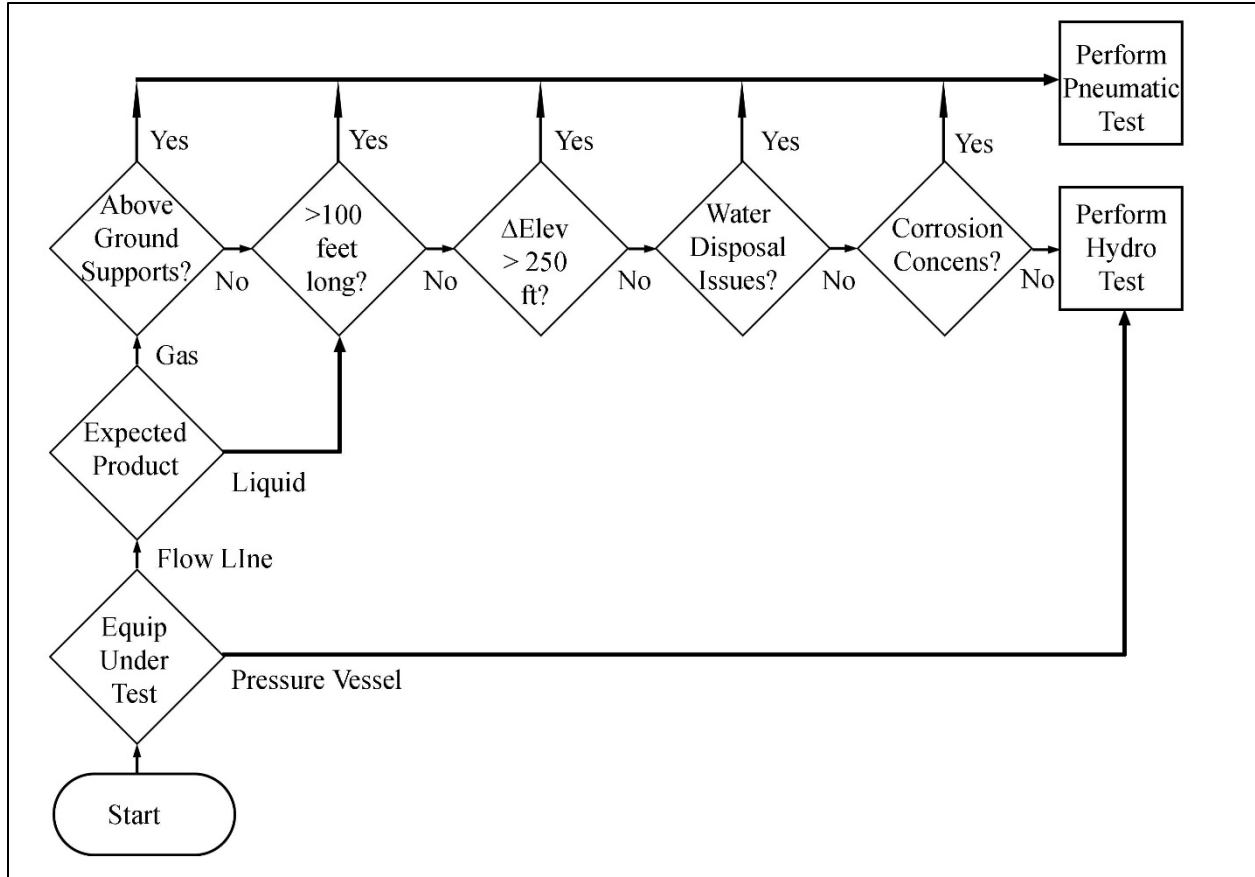 Perform
Pneumatic
Test
Yes
Yes
Yes
Yes
Yes
Above
Ground
Supports?
No
>100
feet
long?
No
ΔElev
> 250
ft?
No
Water
Disposal
Issues?
No
Corrosion
Concens?
No
Perform
Hydro
Test
Gas
Expected
Product
Liquid
Flow LIne
Equip
Under
Test
Pressure Vessel
Start